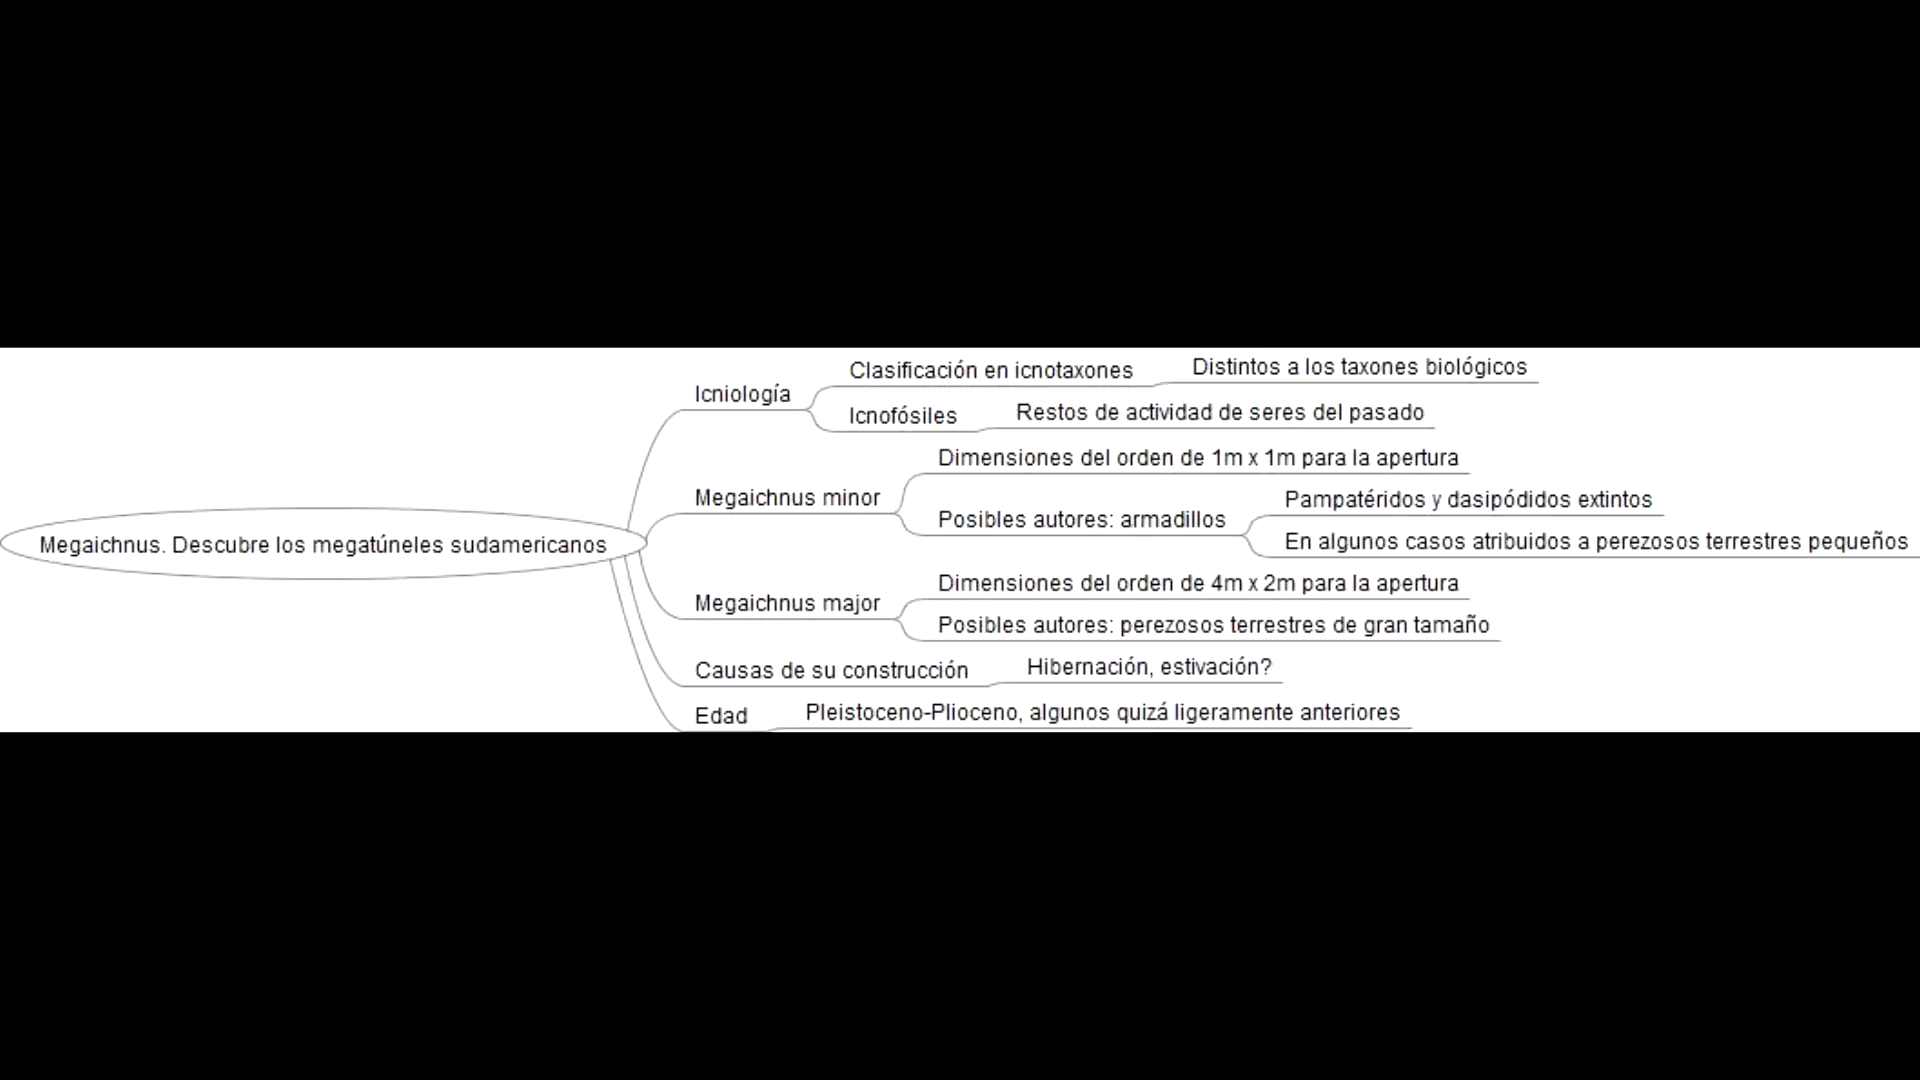 Megaichnus. Descubre los megatúneles sudamericanos
Icniología
Clasificación en icnotaxones
Distintos a los taxones biológicos
Icnofósiles
Restos de actividad de seres del pasado
Megaichnus minor
Dimensiones del orden de 1m x 1m para la apertura
Posibles autores: armadillos
Pampatéridos y dasipódidos extintos
En algunos casos atribuidos a perezosos terrestres pequeños
Megaichnus major
Dimensiones del orden de 4m x 2m para la apertura
Posibles autores: perezosos terrestres de gran tamaño
Causas de su construcción
Hibernación, estivación?
Edad
Pleistoceno-Plioceno, algunos quizá ligeramente anteriores